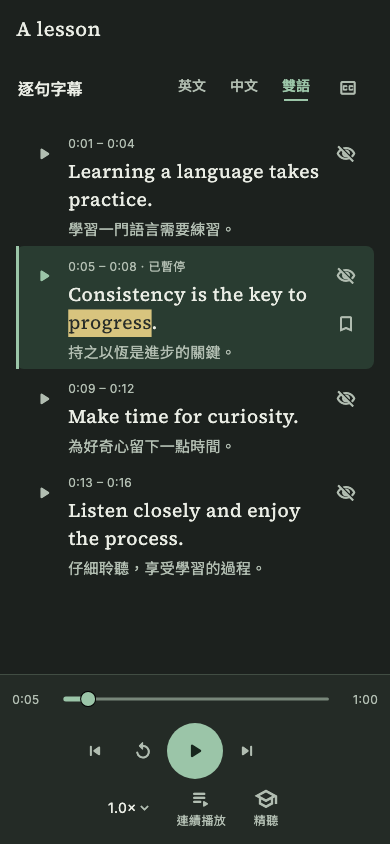 A lesson
逐句字幕 英文 中文 雙語 CC
0:01 – 0:04
Learning a language takes
practice.
學習一門語言需要練習。
0:05 – 0:08 · 已暫停
Consistency is the key to
progress.
持之以恆是進步的關鍵。
0:09 – 0:12
Make time for curiosity.
為好奇心留下一點時間。
0:13 – 0:16
Listen closely and enjoy
the process.
仔細聆聽，享受學習的過程。
0:05 1:00
1.0× 連續播放 精聽